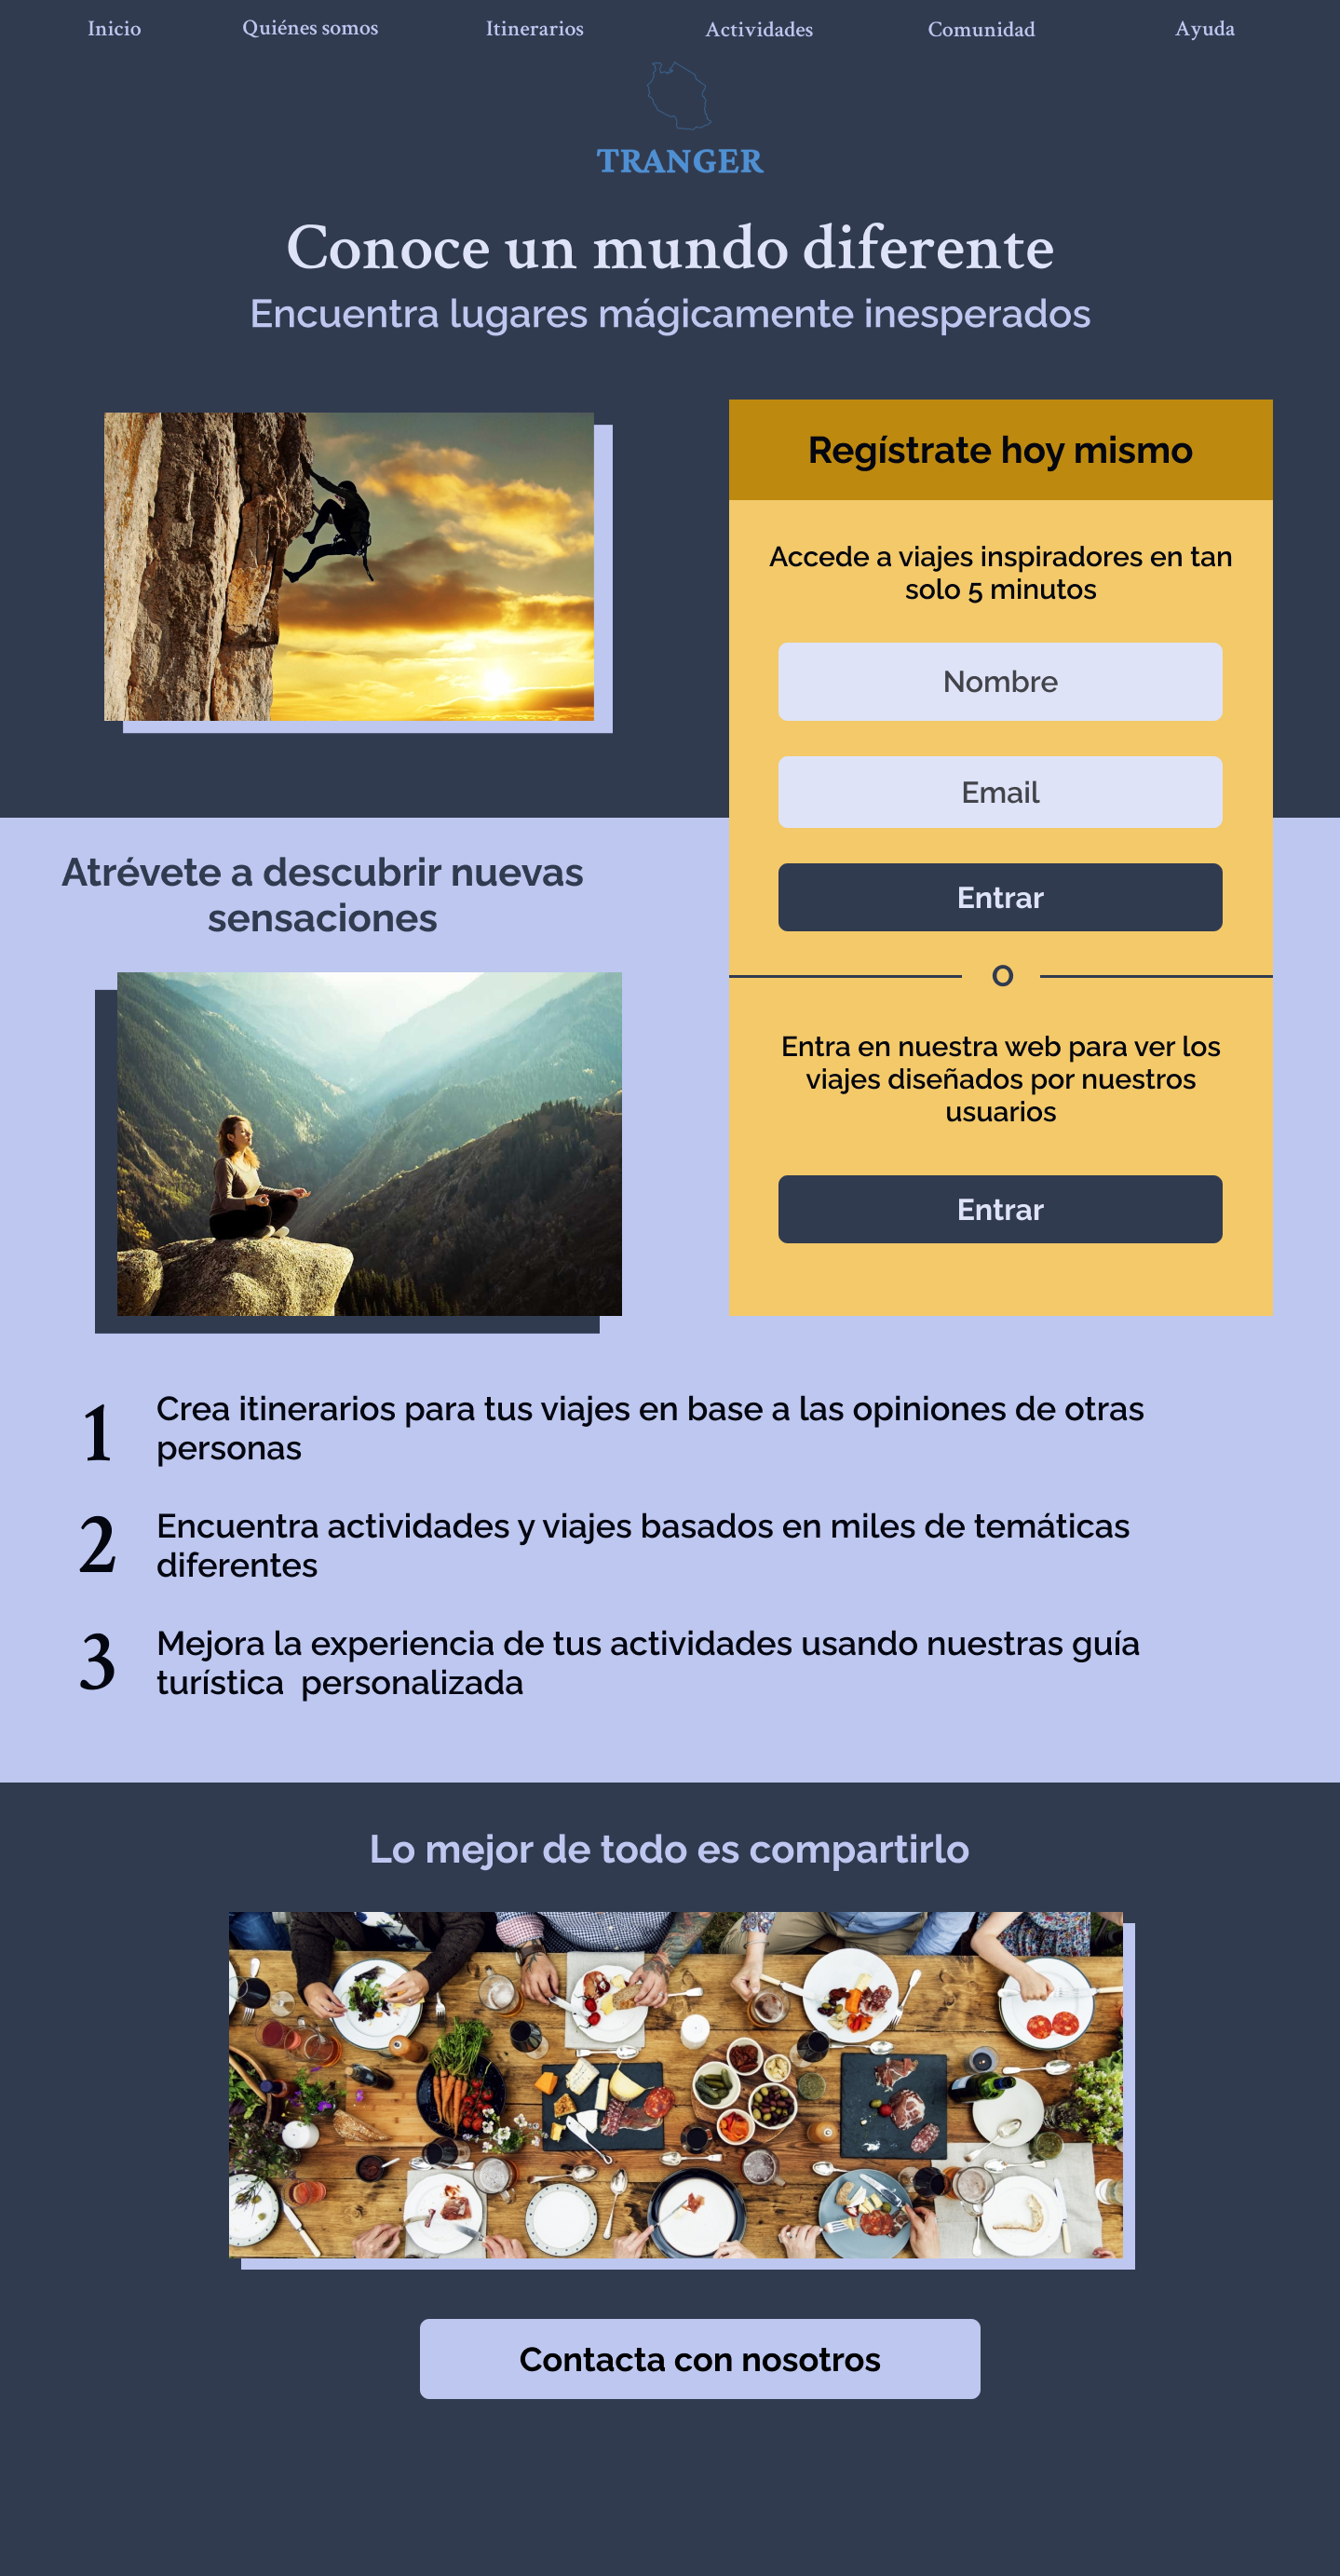 Inicio
Quiénes somos
Itinerarios
Actividades
Comunidad
Ayuda
TRANGER
Conoce un mundo diferente
Encuentra lugares mágicamente inesperados
Regístrate hoy mismo
Accede a viajes inspiradores en tan
solo 5 minutos
Nombre
Email
Entrar
O
Entra en nuestra web para ver los
viajes diseñados por nuestros
usuarios
Entrar
Atrévete a descubrir nuevas
sensaciones
1
Crea itinerarios para tus viajes en base a las opiniones de otras
personas
2
Encuentra actividades y viajes basados en miles de temáticas
diferentes
3
Mejora la experiencia de tus actividades usando nuestras guía
turística  personalizada
Lo mejor de todo es compartirlo
Contacta con nosotros